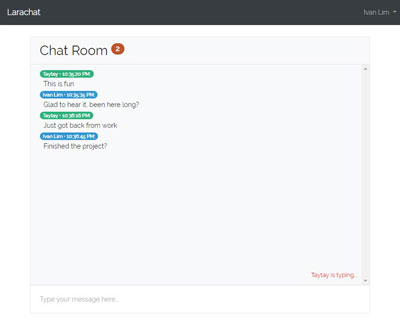 Larachat
Ivan Lim
Chat Room 2
Taytay - 10:35:20 PM
This is fun
Ivan Lim - 10:35:35 PM
Glad to hear it, been here long?
Taytay - 10:36:16 PM
Just got back from work
Ivan Lim - 10:36:45 PM
Finished the project?
Taytay is typing...
Type your message here...